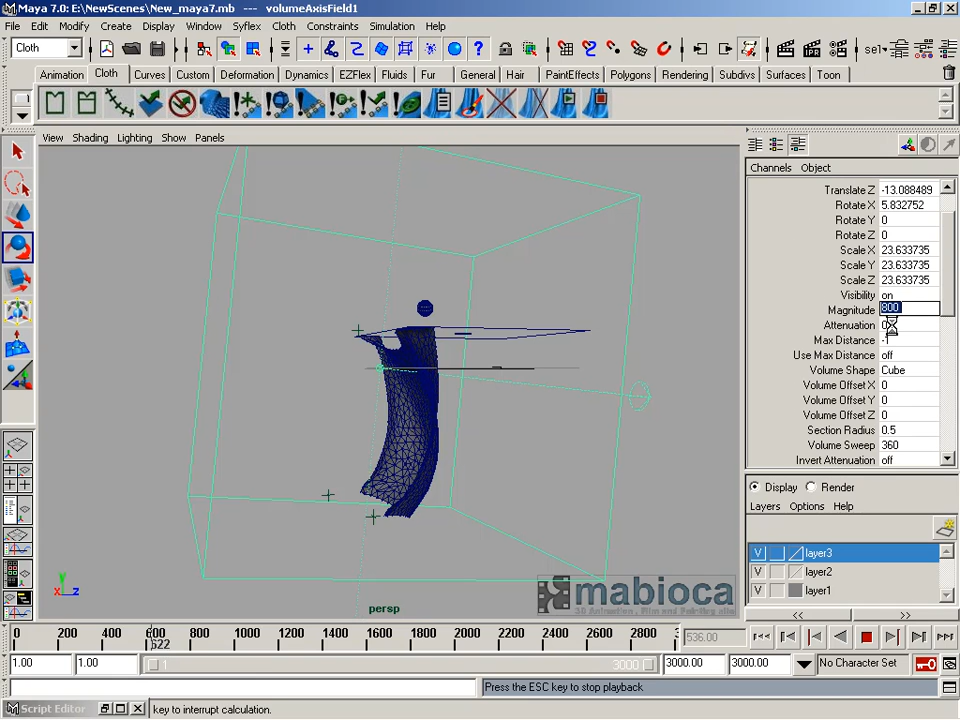 Maya 7.0: E:\NewScenes\New_maya7.mb --- volumeAxisField1
File Edit Modify Create Display Window Syflex Cloth Constraints Simulation Help
Cloth
sel
Animation Cloth Curves Custom Deformation Dynamics EZFlex Fluids Fur General Hair PaintEffects Polygons Rendering Subdivs Surfaces Toon
View Shading Lighting Show Panels
Channels Object
Translate Z -13.088489
Rotate X 5.832752
Rotate Y 0
Rotate Z 0
Scale X 23.633735
Scale Y 23.633735
Scale Z 23.633735
Visibility on
Magnitude 800
Attenuation 0
Max Distance -1
Use Max Distance off
Volume Shape Cube
Volume Offset X 0
Volume Offset Y 0
Volume Offset Z 0
Section Radius 0.5
Volume Sweep 360
Invert Attenuation off
Display Render
Layers Options Help
V layer3
V layer2
V layer1
y
x z
persp
mabioca
0 200 400 600 800 1000 1200 1400 1600 1800 2000 2200 2400 2600 2800
622
536.00
1.00 1.00 1 3000 3000.00 3000.00 No Character Set
Press the ESC key to stop playback
Script Editor
key to interrupt calculation.